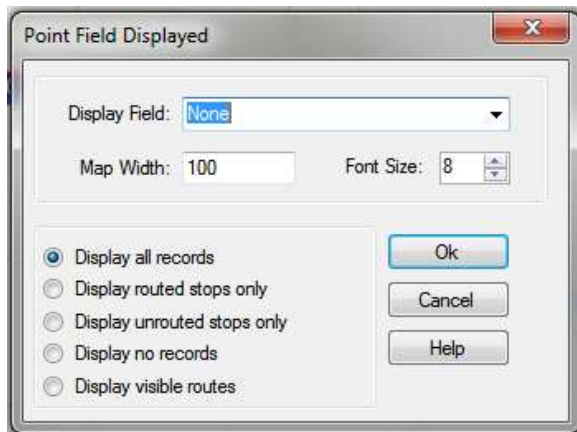 Point Field Displayed
Display Field: None
Map Width: 100 Font Size: 8
Display all records
Display routed stops only
Display unrouted stops only
Display no records
Display visible routes
Ok
Cancel
Help